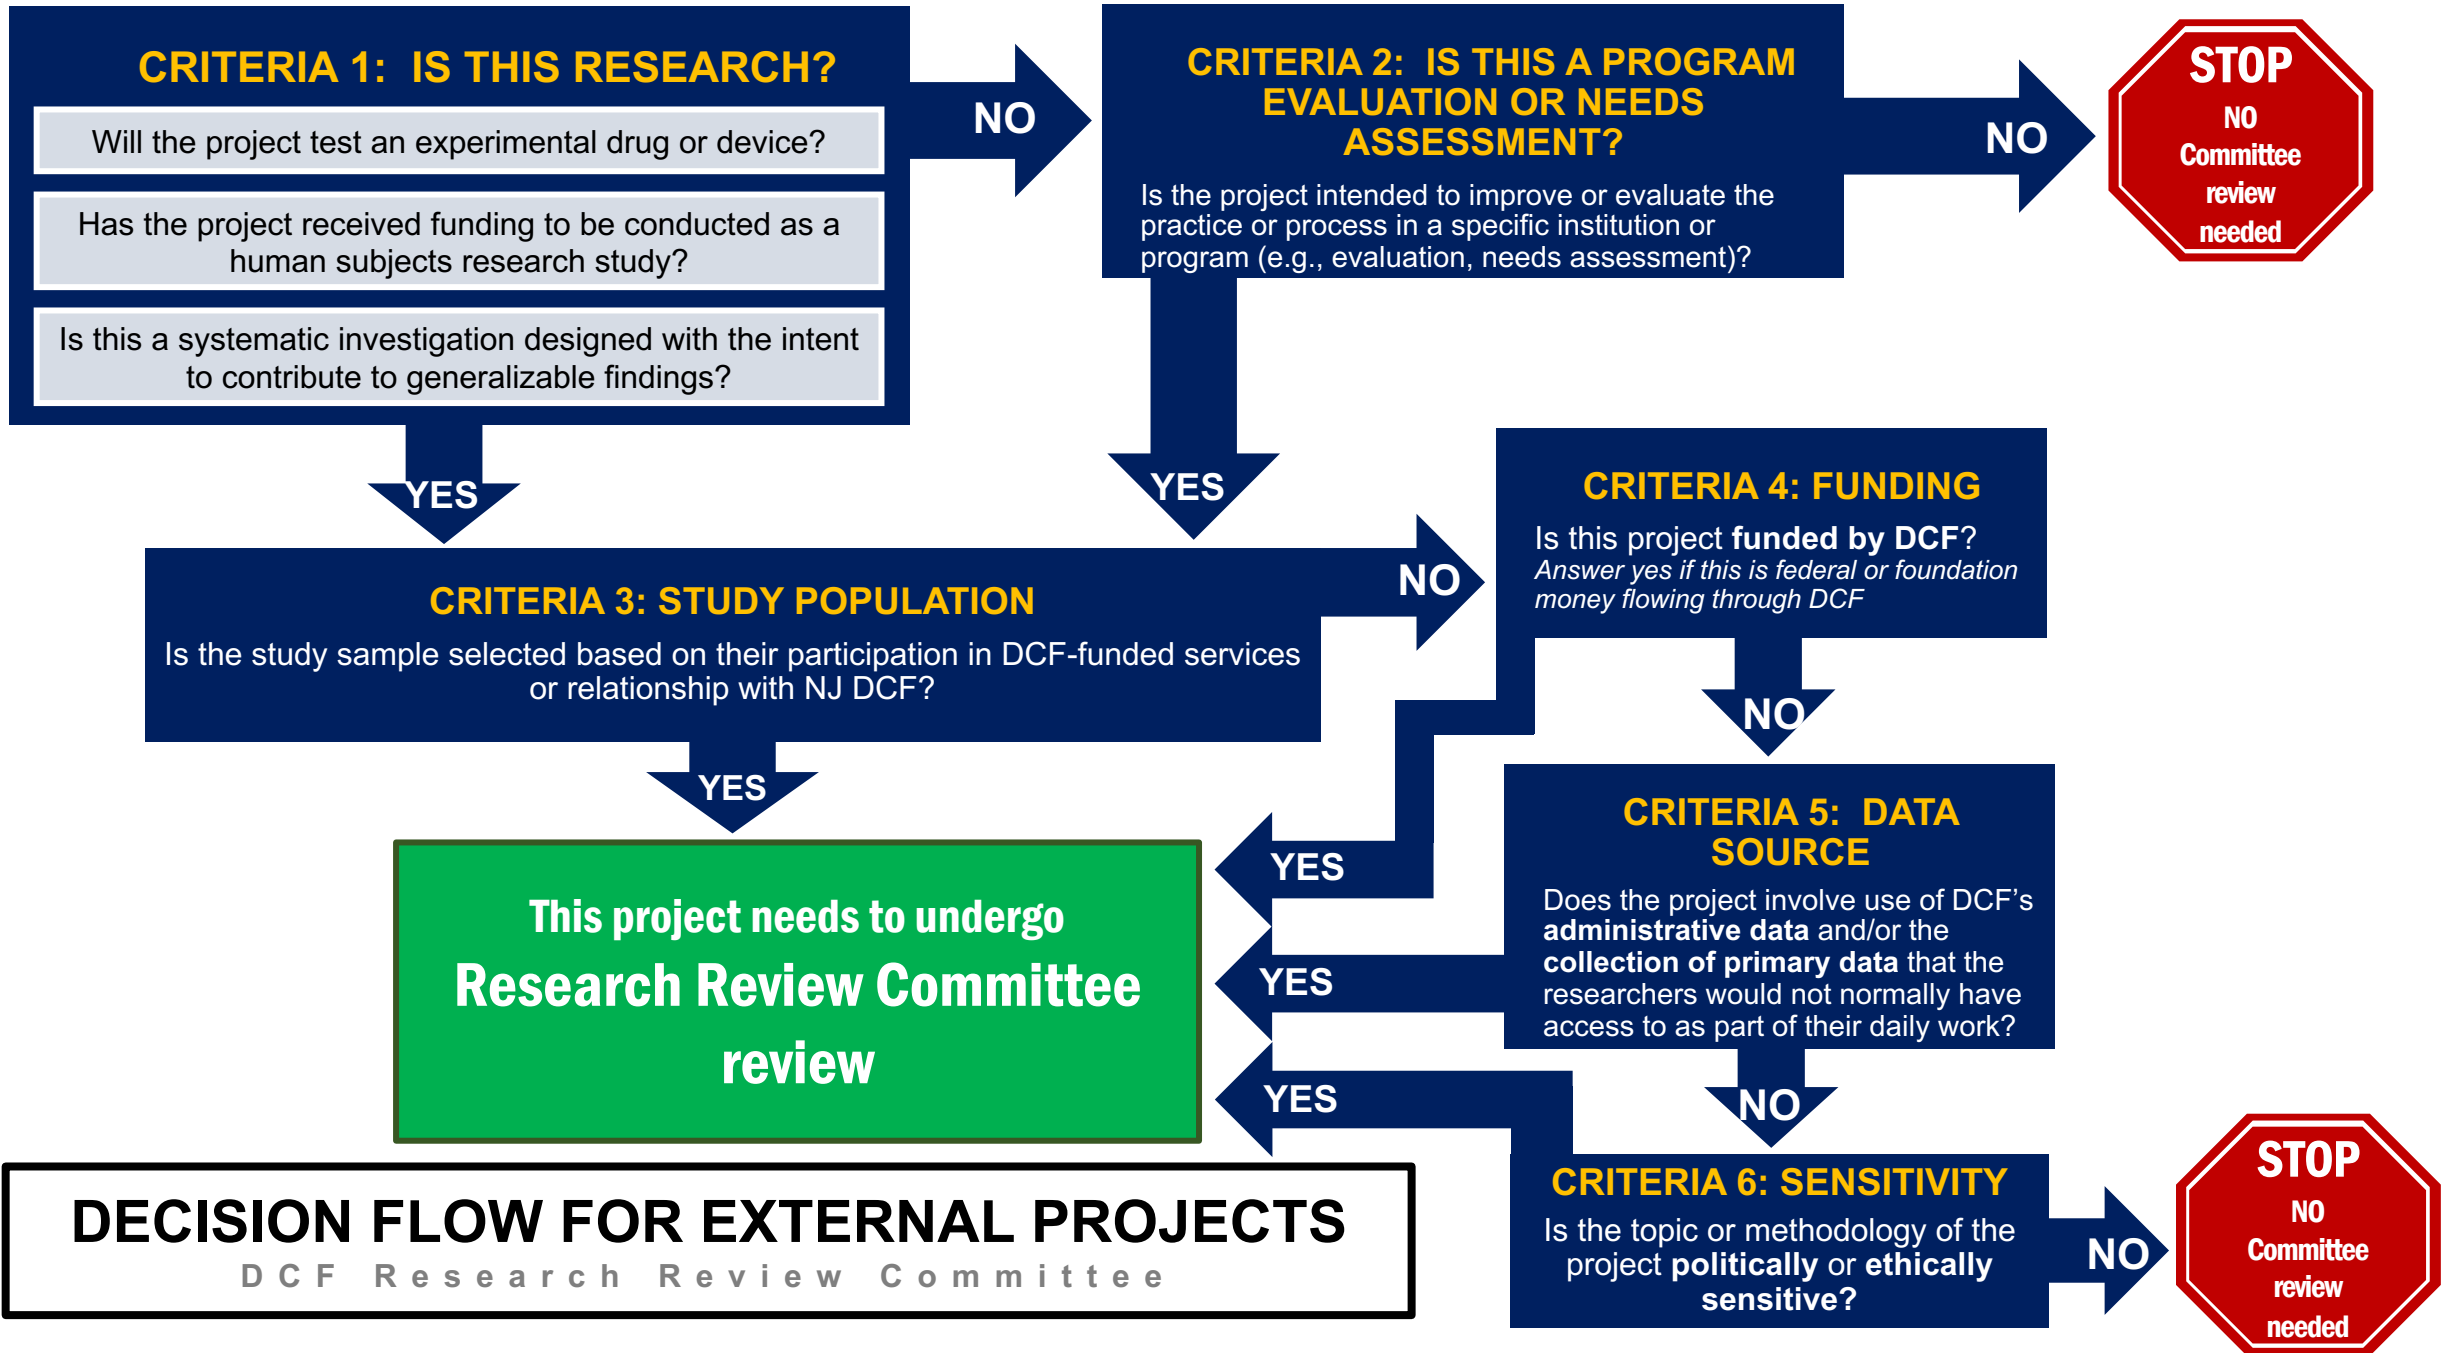 CRITERIA 1: IS THIS RESEARCH?
Will the project test an experimental drug or device?
Has the project received funding to be conducted as a
human subjects research study?
Is this a systematic investigation designed with the intent
to contribute to generalizable findings?
NO
YES
CRITERIA 2: IS THIS A PROGRAM
EVALUATION OR NEEDS
ASSESSMENT?
Is the project intended to improve or evaluate the
practice or process in a specific institution or
program (e.g., evaluation, needs assessment)?
NO
YES
STOP
NO
Committee
review
needed
CRITERIA 3: STUDY POPULATION
Is the study sample selected based on their participation in DCF-funded services
or relationship with NJ DCF?
NO
YES
CRITERIA 4: FUNDING
Is this project funded by DCF?
Answer yes if this is federal or foundation
money flowing through DCF
NO
YES
CRITERIA 5: DATA
SOURCE
Does the project involve use of DCF’s
administrative data and/or the
collection of primary data that the
researchers would not normally have
access to as part of their daily work?
YES
NO
This project needs to undergo
Research Review Committee
review
YES
CRITERIA 6: SENSITIVITY
Is the topic or methodology of the
project politically or ethically
sensitive?
NO
STOP
NO
Committee
review
needed
DECISION FLOW FOR EXTERNAL PROJECTS
DCF Research Review Committee